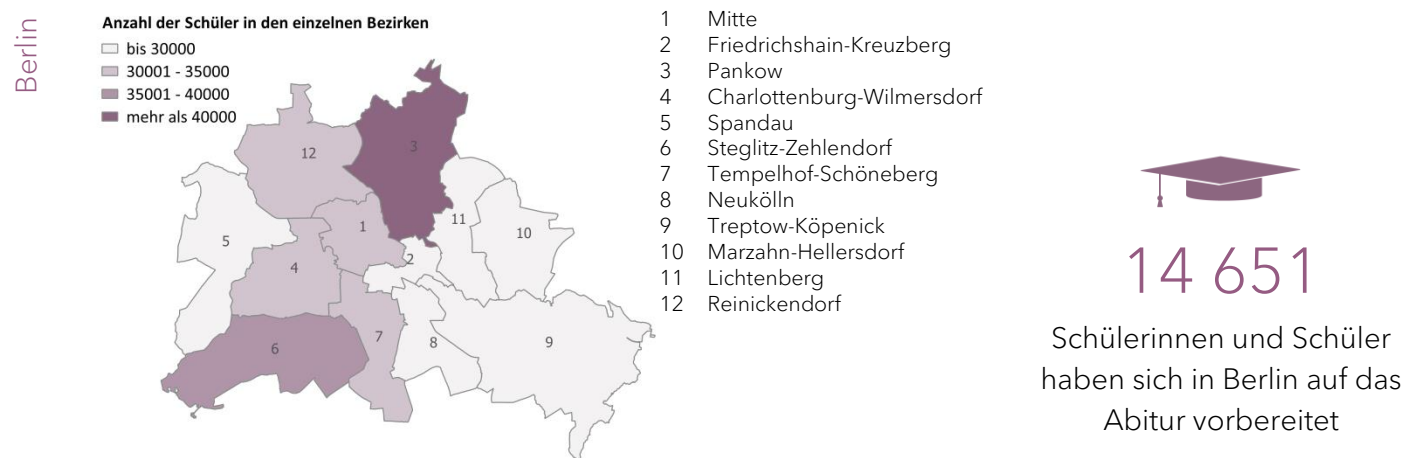 Berlin
Anzahl der Schüler in den einzelnen Bezirken
bis 30000
30001 - 35000
35001 - 40000
mehr als 40000
12
3
11
10
5
1
2
4
7
8
9
6
1 Mitte
2 Friedrichshain-Kreuzberg
3 Pankow
4 Charlottenburg-Wilmersdorf
5 Spandau
6 Steglitz-Zehlendorf
7 Tempelhof-Schöneberg
8 Neukölln
9 Treptow-Köpenick
10 Marzahn-Hellersdorf
11 Lichtenberg
12 Reinickendorf
14 651
Schülerinnen und Schüler
haben sich in Berlin auf das
Abitur vorbereitet